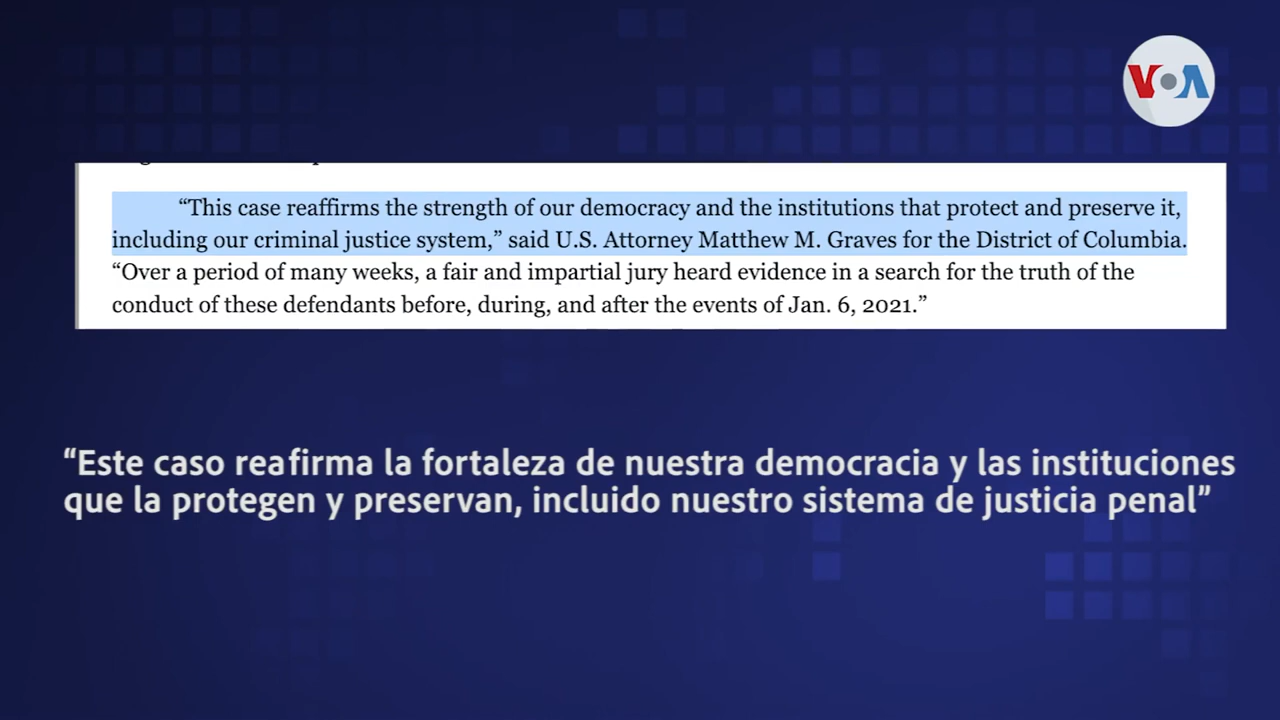 VOA
“This case reaffirms the strength of our democracy and the institutions that protect and preserve it,
including our criminal justice system,” said U.S. Attorney Matthew M. Graves for the District of Columbia.
“Over a period of many weeks, a fair and impartial jury heard evidence in a search for the truth of the
conduct of these defendants before, during, and after the events of Jan. 6, 2021.”
“Este caso reafirma la fortaleza de nuestra democracia y las instituciones
que la protegen y preservan, incluido nuestro sistema de justicia penal”